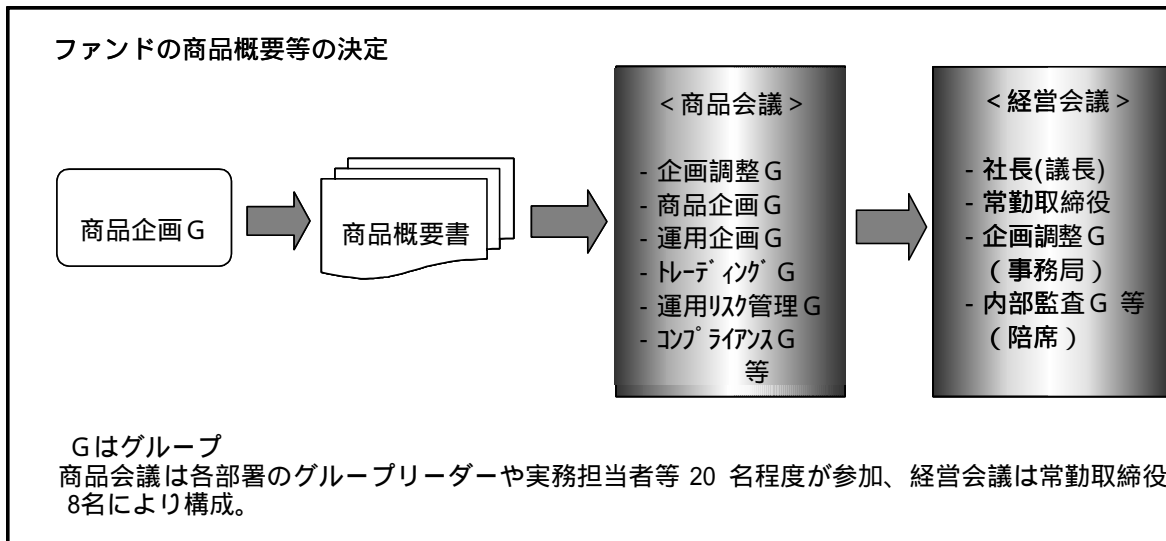 ファンドの商品概要等の決定
商品企画G
商品概要書
＜商品会議＞
- 企画調整G
- 商品企画G
- 運用企画G
- ﾄﾚｰﾃﾞｨﾝｸﾞG
- 運用ﾘｽｸ管理G
- ｺﾝﾌﾟﾗｲｱﾝｽG
等
＜経営会議＞
- 社長(議長)
- 常勤取締役
- 企画調整G
（事務局）
- 内部監査G 等
（陪席）
Gはグループ
商品会議は各部署のグループリーダーや実務担当者等 20 名程度が参加、経営会議は常勤取締役
8名により構成。